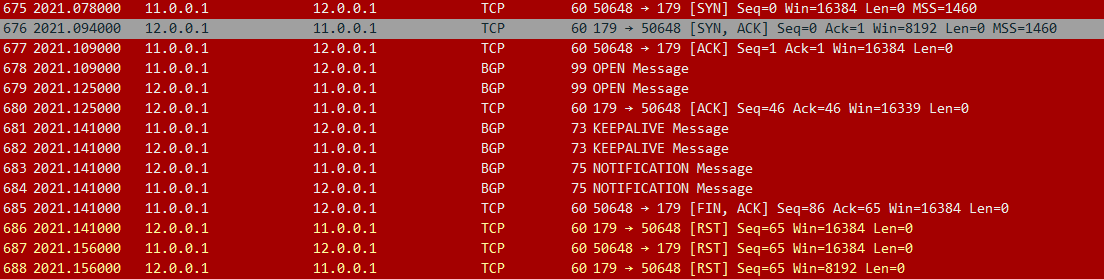 675 2021.078000 11.0.0.1 12.0.0.1 TCP 60 50648 → 179 [SYN] Seq=0 Win=16384 Len=0 MSS=1460
676 2021.094000 12.0.0.1 11.0.0.1 TCP 60 179 → 50648 [SYN, ACK] Seq=0 Ack=1 Win=8192 Len=0 MSS=1460
677 2021.109000 11.0.0.1 12.0.0.1 TCP 60 50648 → 179 [ACK] Seq=1 Ack=1 Win=16384 Len=0
678 2021.109000 11.0.0.1 12.0.0.1 BGP 99 OPEN Message
679 2021.125000 12.0.0.1 11.0.0.1 BGP 99 OPEN Message
680 2021.125000 12.0.0.1 11.0.0.1 TCP 60 179 → 50648 [ACK] Seq=46 Ack=46 Win=16339 Len=0
681 2021.141000 11.0.0.1 12.0.0.1 BGP 73 KEEPALIVE Message
682 2021.141000 11.0.0.1 12.0.0.1 BGP 73 KEEPALIVE Message
683 2021.141000 12.0.0.1 11.0.0.1 BGP 75 NOTIFICATION Message
684 2021.141000 11.0.0.1 12.0.0.1 BGP 75 NOTIFICATION Message
685 2021.141000 11.0.0.1 12.0.0.1 TCP 60 50648 → 179 [FIN, ACK] Seq=86 Ack=65 Win=16384 Len=0
686 2021.141000 12.0.0.1 11.0.0.1 TCP 60 179 → 50648 [RST] Seq=65 Win=16384 Len=0
687 2021.156000 11.0.0.1 12.0.0.1 TCP 60 50648 → 179 [RST] Seq=65 Win=16384 Len=0
688 2021.156000 12.0.0.1 11.0.0.1 TCP 60 179 → 50648 [RST] Seq=65 Win=8192 Len=0